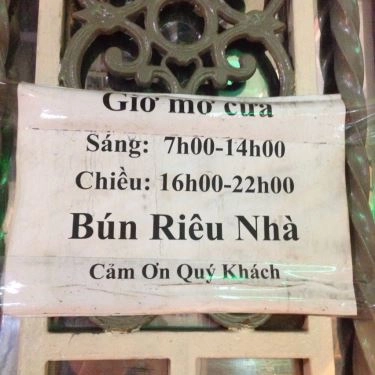 Giờ mở cửa
Sáng: 7h00-14h00
Chiều: 16h00-22h00
Bún Riêu Nhà
Cảm Ơn Quý Khách